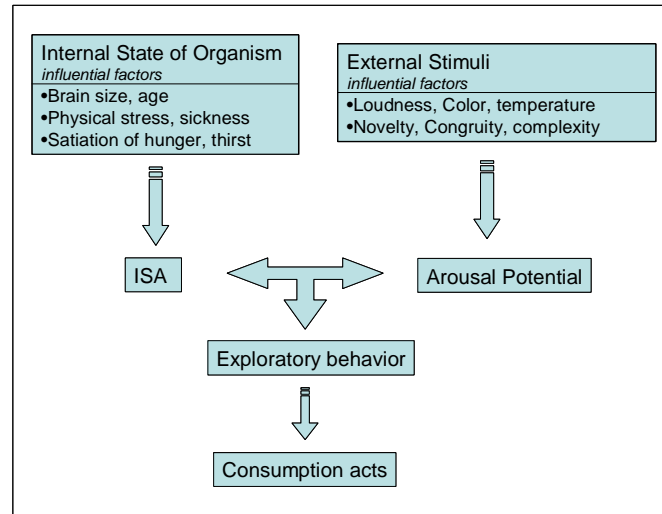 Internal State of Organism
influential factors
•Brain size, age
•Physical stress, sickness
•Satiation of hunger, thirst
External Stimuli
influential factors
•Loudness, Color, temperature
•Novelty, Congruity, complexity
ISA
Arousal Potential
Exploratory behavior
Consumption acts